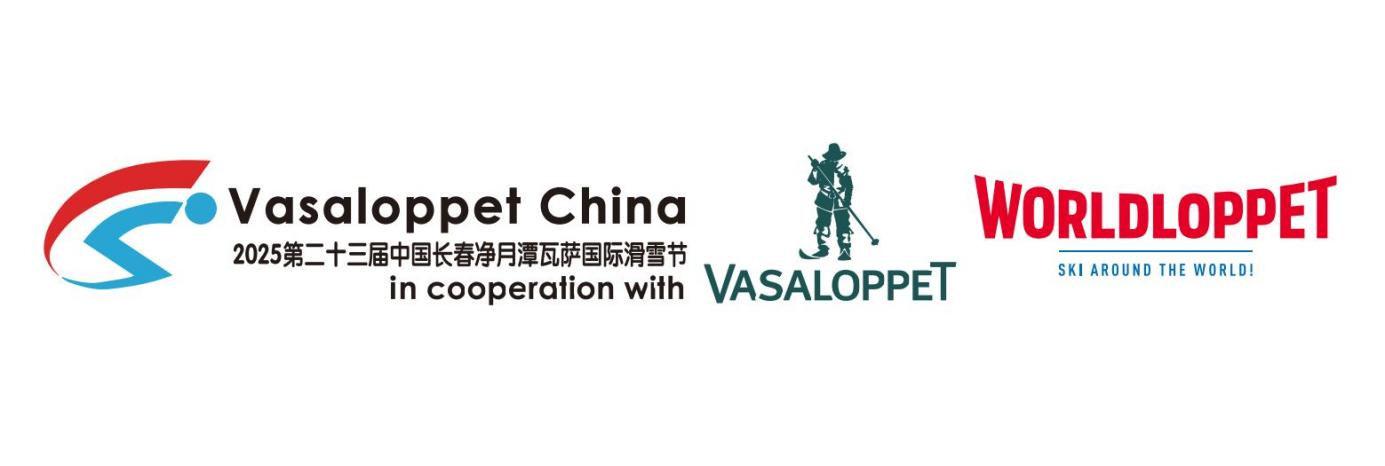 Vasaloppet China
2025第二十三届中国长春净月潭瓦萨国际滑雪节
in cooperation with
VASALOPPET
WORLDLOPPET
SKI AROUND THE WORLD!